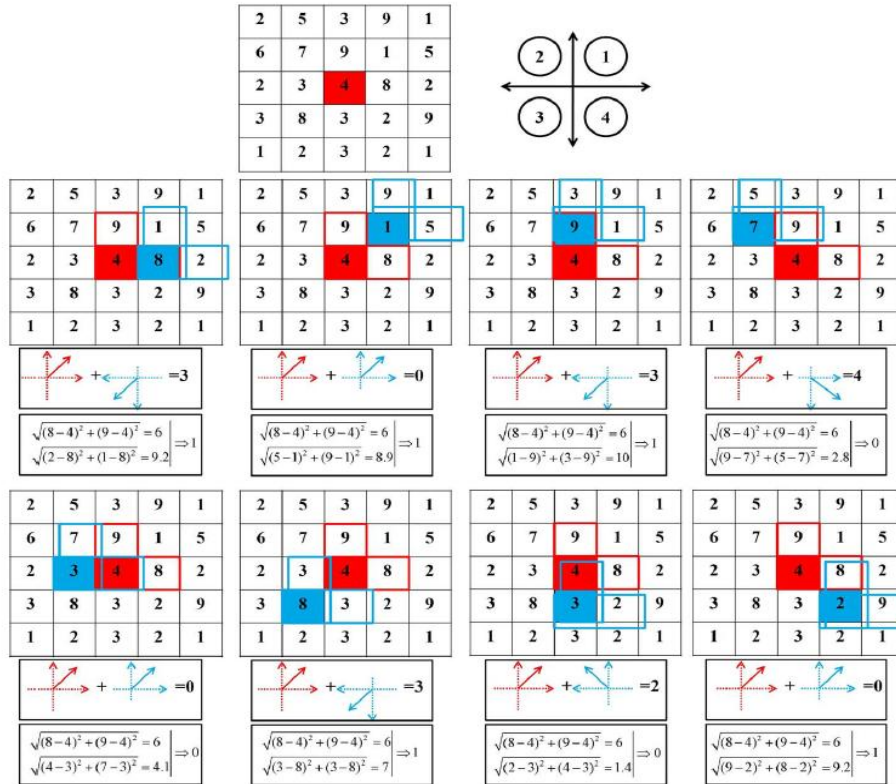 2 5 3 9 1
6 7 9 1 5
2 3 4 8 2
3 8 3 2 9
1 2 3 2 1
2 1
3 4
2 5 3 9 1
6 7 9 1 5
2 3 4 8 2
3 8 3 2 9
1 2 3 2 1
+ =3
√(8−4)² + (9−4)² = 6
√(2−8)² + (1−8)² = 9.2 | ⇒ 1
2 5 3 9 1
6 7 9 1 5
2 3 4 8 2
3 8 3 2 9
1 2 3 2 1
+ =0
√(8−4)² + (9−4)² = 6
√(5−1)² + (9−1)² = 8.9 | ⇒ 1
2 5 3 9 1
6 7 9 1 5
2 3 4 8 2
3 8 3 2 9
1 2 3 2 1
+ =3
√(8−4)² + (9−4)² = 6
√(1−9)² + (3−9)² = 10 | ⇒ 1
2 5 3 9 1
6 7 9 1 5
2 3 4 8 2
3 8 3 2 9
1 2 3 2 1
+ =4
√(8−4)² + (9−4)² = 6
√(9−7)² + (5−7)² = 2.8 | ⇒ 0
2 5 3 9 1
6 7 9 1 5
2 3 4 8 2
3 8 3 2 9
1 2 3 2 1
+ =0
√(8−4)² + (9−4)² = 6
√(4−3)² + (7−3)² = 4.1 | ⇒ 0
2 5 3 9 1
6 7 9 1 5
2 3 4 8 2
3 8 3 2 9
1 2 3 2 1
+ =3
√(8−4)² + (9−4)² = 6
√(3−8)² + (3−8)² = 7 | ⇒ 1
2 5 3 9 1
6 7 9 1 5
2 3 4 8 2
3 8 3 2 9
1 2 3 2 1
+ =2
√(8−4)² + (9−4)² = 6
√(2−3)² + (4−3)² = 1.4 | ⇒ 0
2 5 3 9 1
6 7 9 1 5
2 3 4 8 2
3 8 3 2 9
1 2 3 2 1
+ =0
√(8−4)² + (9−4)² = 6
√(9−2)² + (8−2)² = 9.2 | ⇒ 1